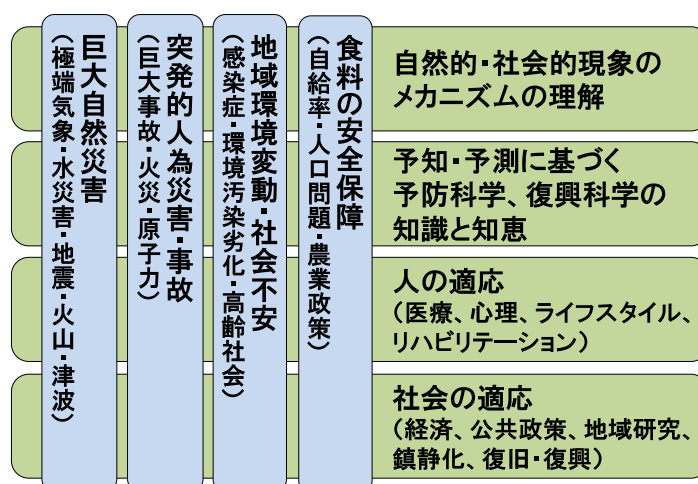 巨大自然災害
（極端気象・水災害・地震・火山・津波）
突発的人為災害・事故
（巨大事故・火災・原子力）
地域環境変動・社会不安
（感染症・環境汚染劣化・高齢社会）
食料の安全保障
（自給率・人口問題・農業政策）
自然的・社会的現象の
メカニズムの理解
予知・予測に基づく
予防科学、復興科学の
知識と知恵
人の適応
（医療、心理、ライフスタイル、
リハビリテーション）
社会の適応
（経済、公共政策、地域研究、
鎮静化、復旧・復興）